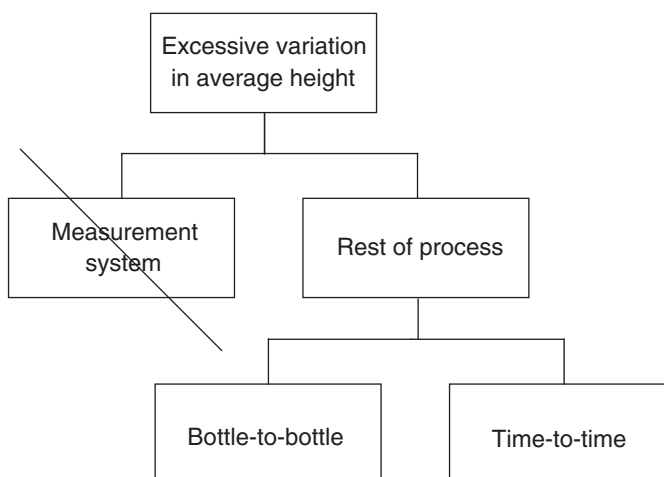 Excessive variation
in average height
Measurement
system
Rest of process
Bottle-to-bottle
Time-to-time